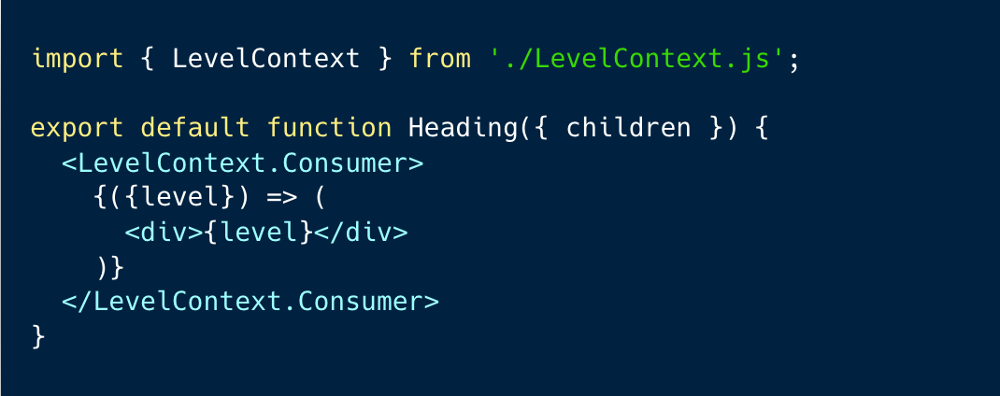 import { LevelContext } from './LevelContext.js';
export default function Heading({ children }) {
<LevelContext.Consumer>
{({level}) => (
<div>{level}</div>
)}
</LevelContext.Consumer>
}